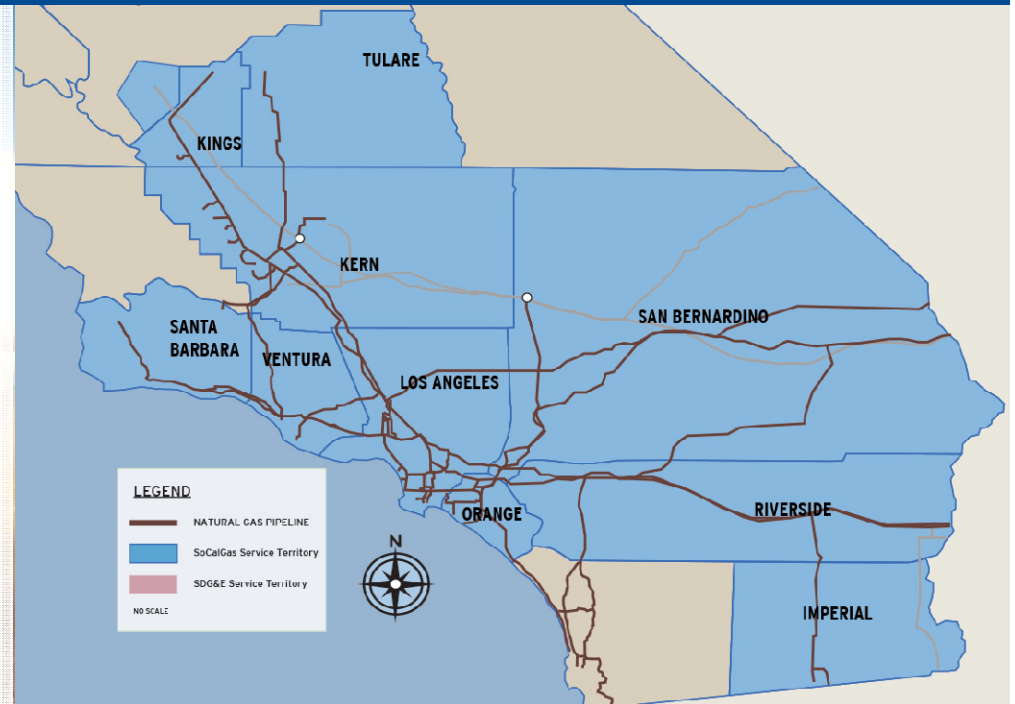 TULARE
KINGS
KERN
SANTA
BARBARA
VENTURA
SAN BERNARDINO
LOS ANGELES
ORANGE
RIVERSIDE
IMPERIAL
LEGEND
NATURAL GAS PIPELINE
SoCalGas Service Territory
SDG&E Service Territory
NO SCALE
N